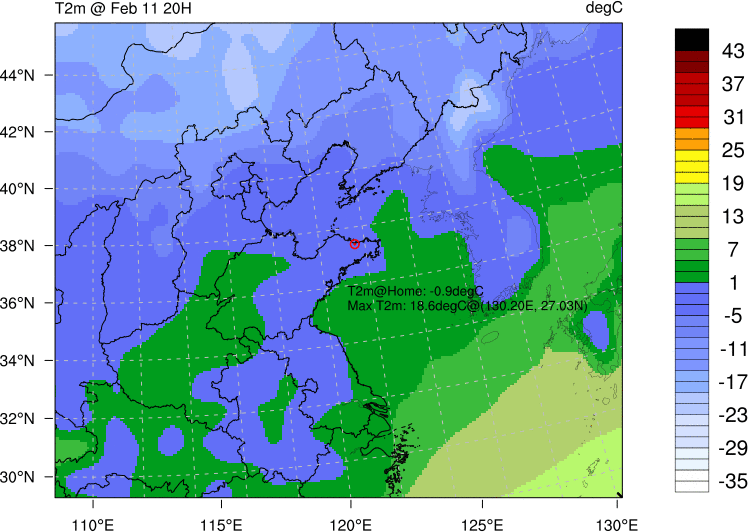 T2m @ Feb 11 20H degC
44°N
42°N
40°N
38°N
36°N
34°N
32°N
30°N
110°E 115°E 120°E 125°E 130°E
T2m@Home: -0.9degC
Max T2m: 18.6degC@(130.20E, 27.03N)
43
37
31
25
19
13
7
1
-5
-11
-17
-23
-29
-35